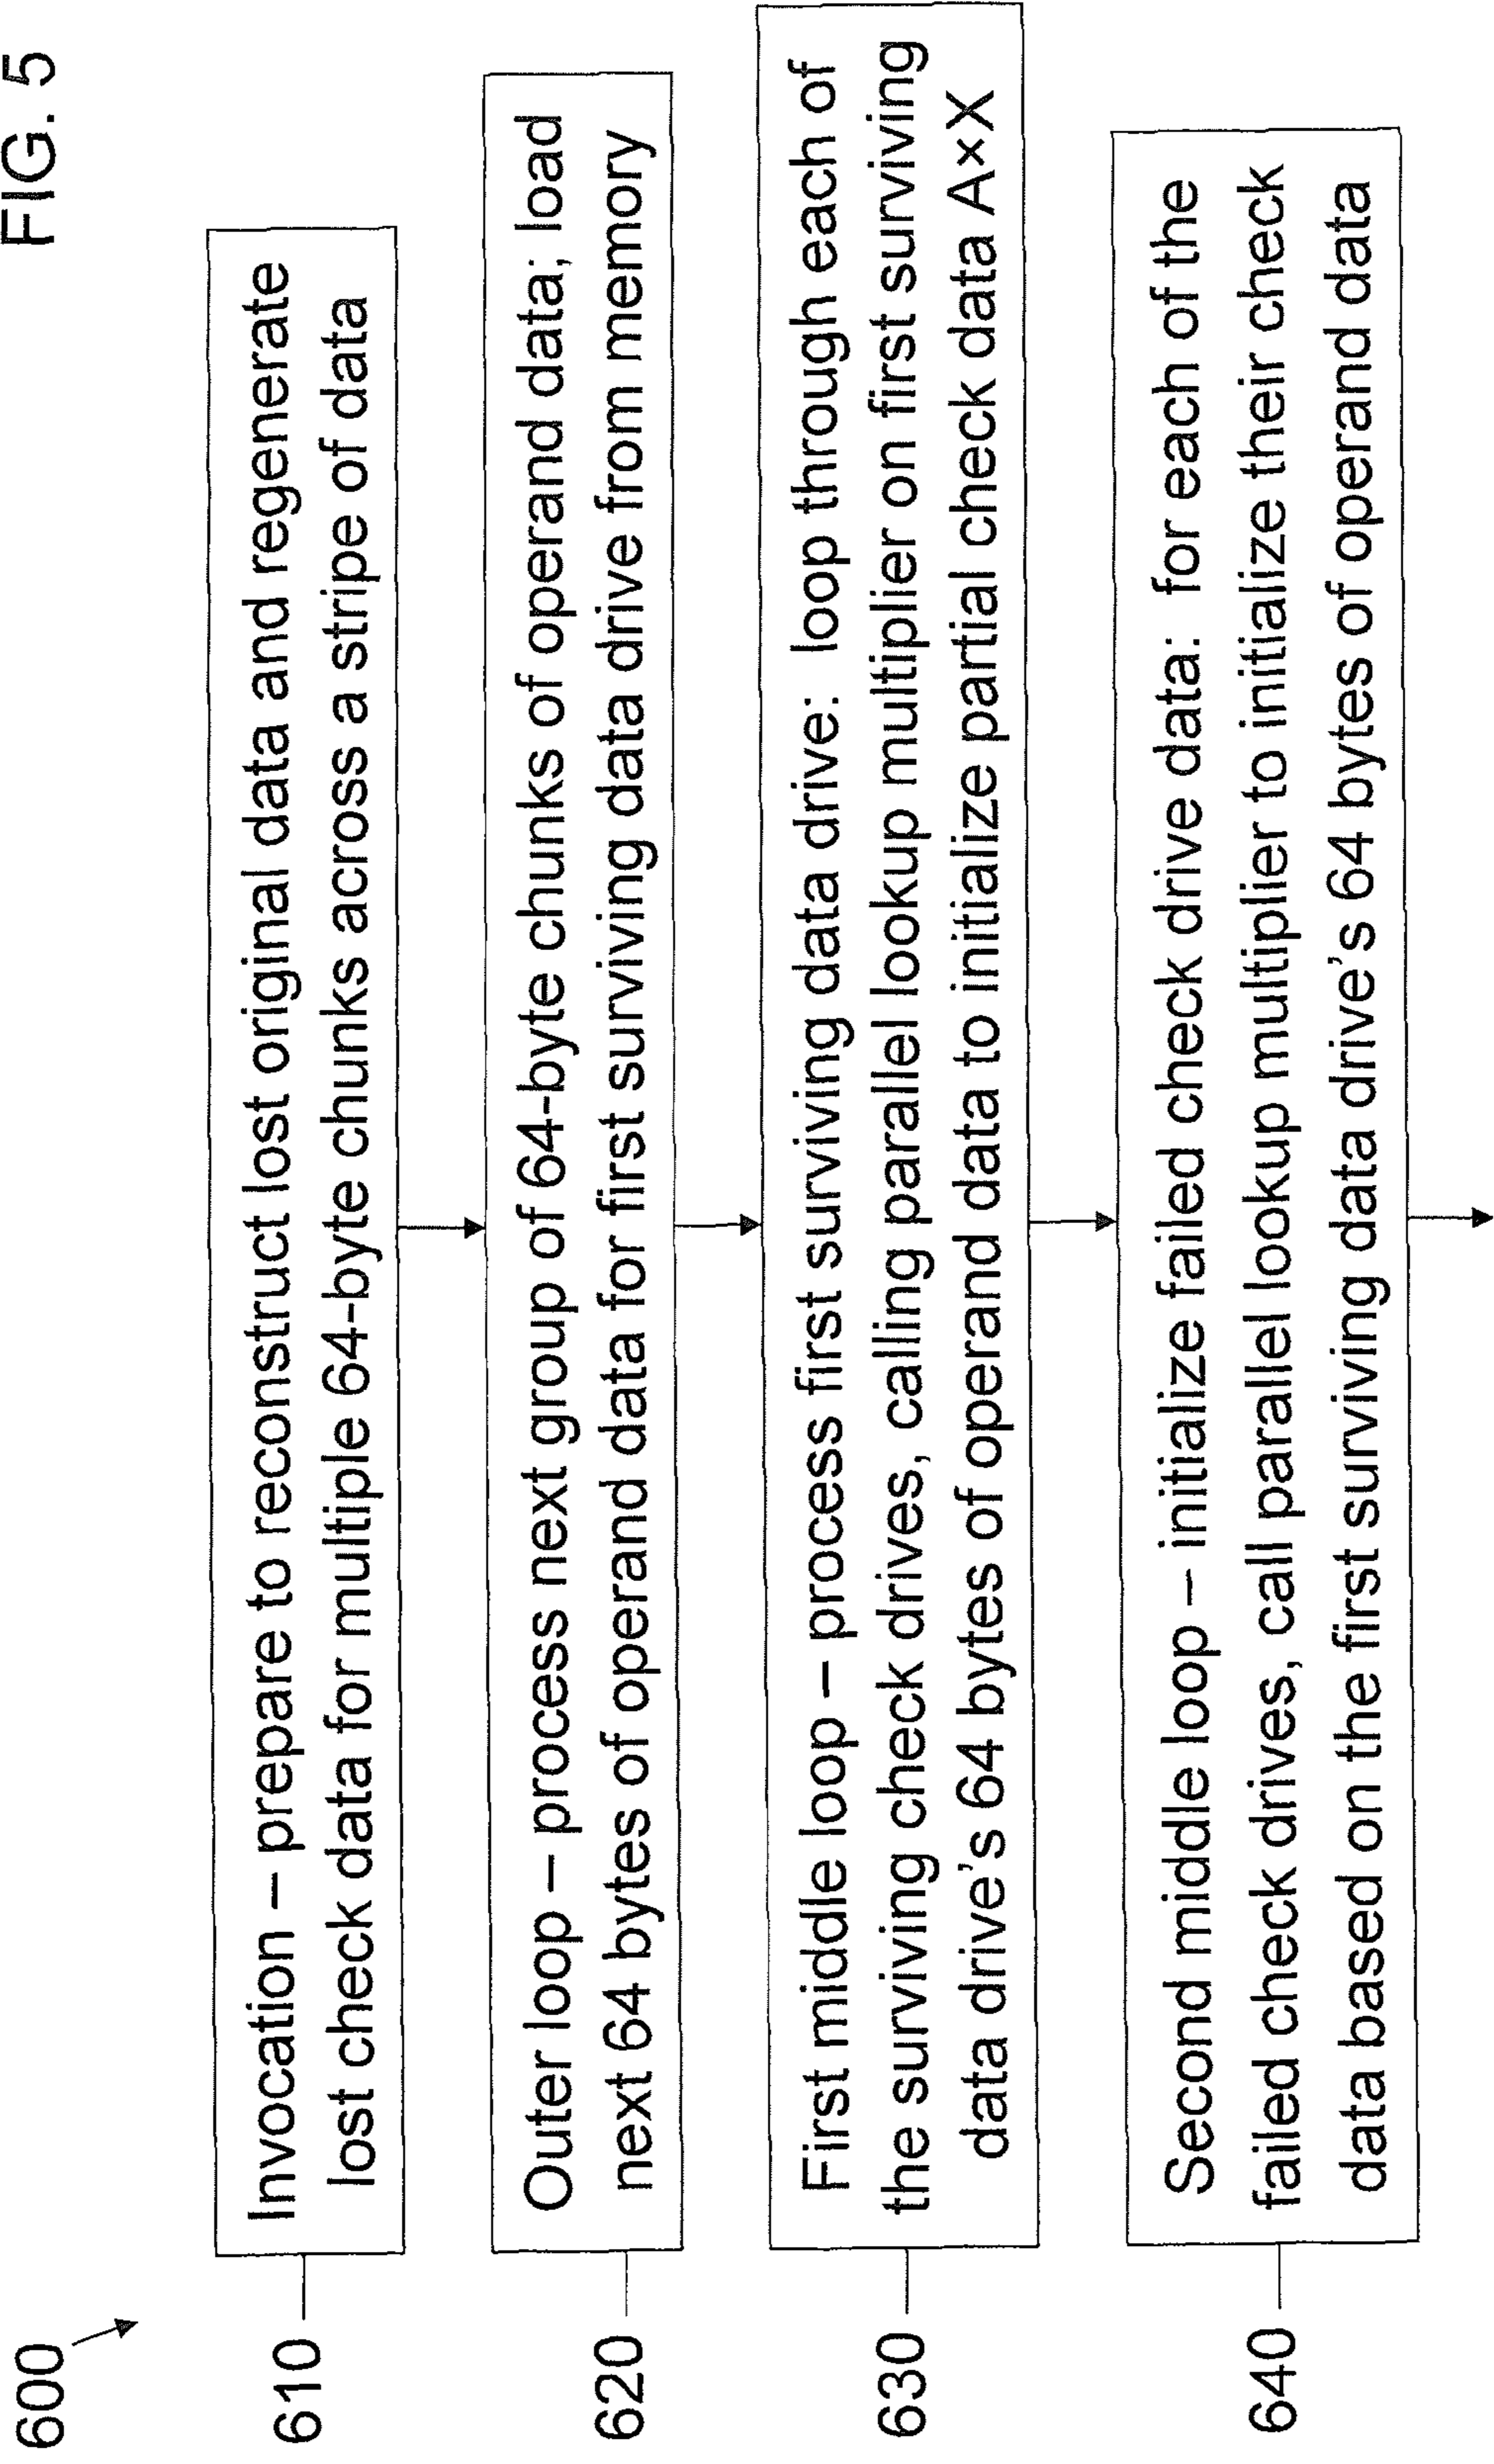 FIG. 5
600
610
Invocation – prepare to reconstruct lost original data and regenerate
lost check data for multiple 64-byte chunks across a stripe of data
620
Outer loop – process next group of 64-byte chunks of operand data; load
next 64 bytes of operand data for first surviving data drive from memory
630
First middle loop – process first surviving data drive: loop through each of
the surviving check drives, calling parallel lookup multiplier on first surviving
data drive's 64 bytes of operand data to initialize partial check data A×X
640
Second middle loop – initialize failed check drive data: for each of the
failed check drives, call parallel lookup multiplier to initialize their check
data based on the first surviving data drive's 64 bytes of operand data